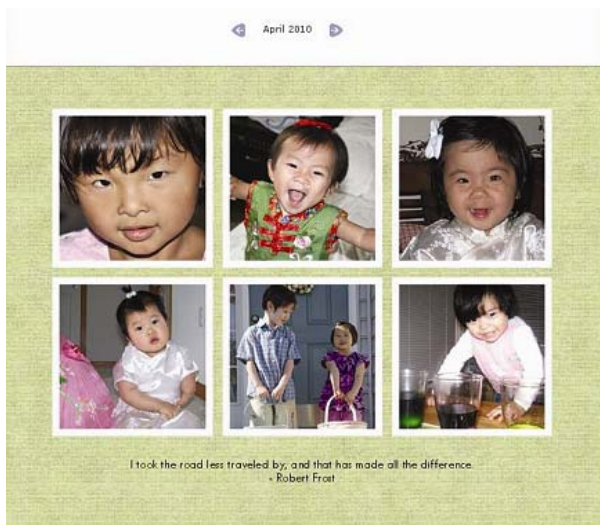 April 2010
I took the road less traveled by, and that has made all the difference.
- Robert Frost